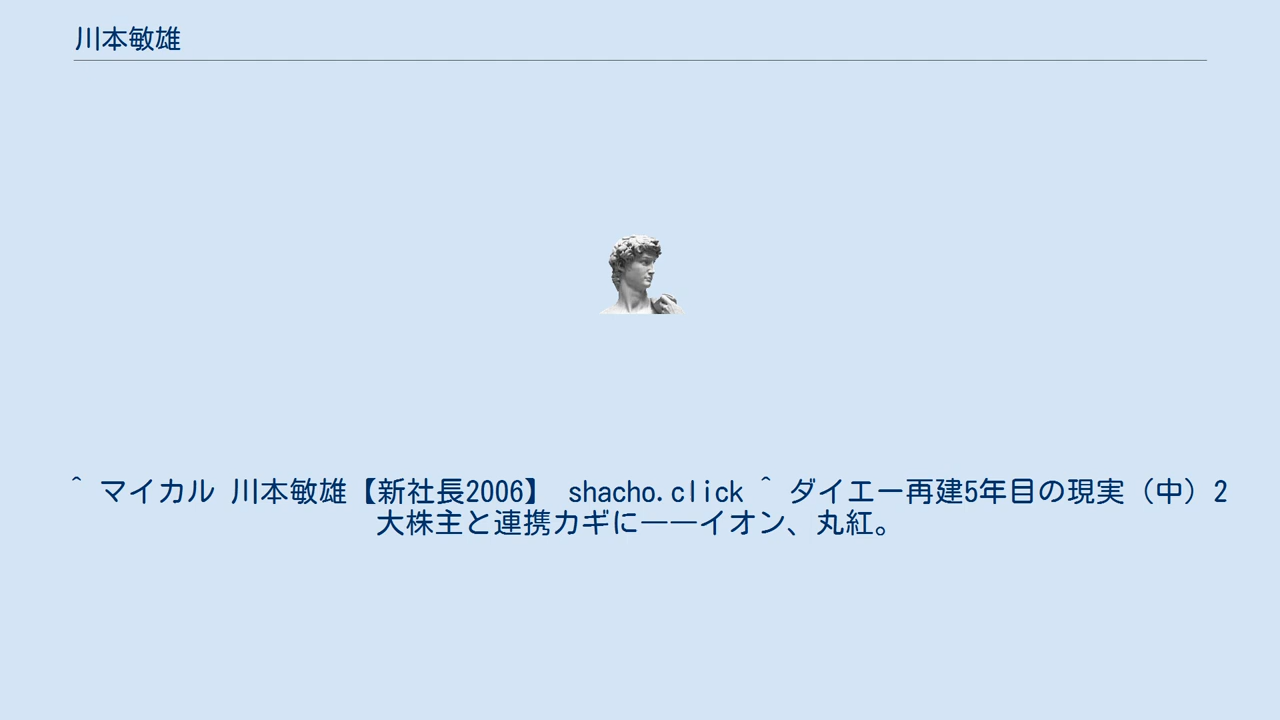 川本敏雄
^ マイカル 川本敏雄【新社長2006】 shacho.click ^ ダイエー再建5年目の現実（中）2
大株主と連携カギに――イオン、丸紅。